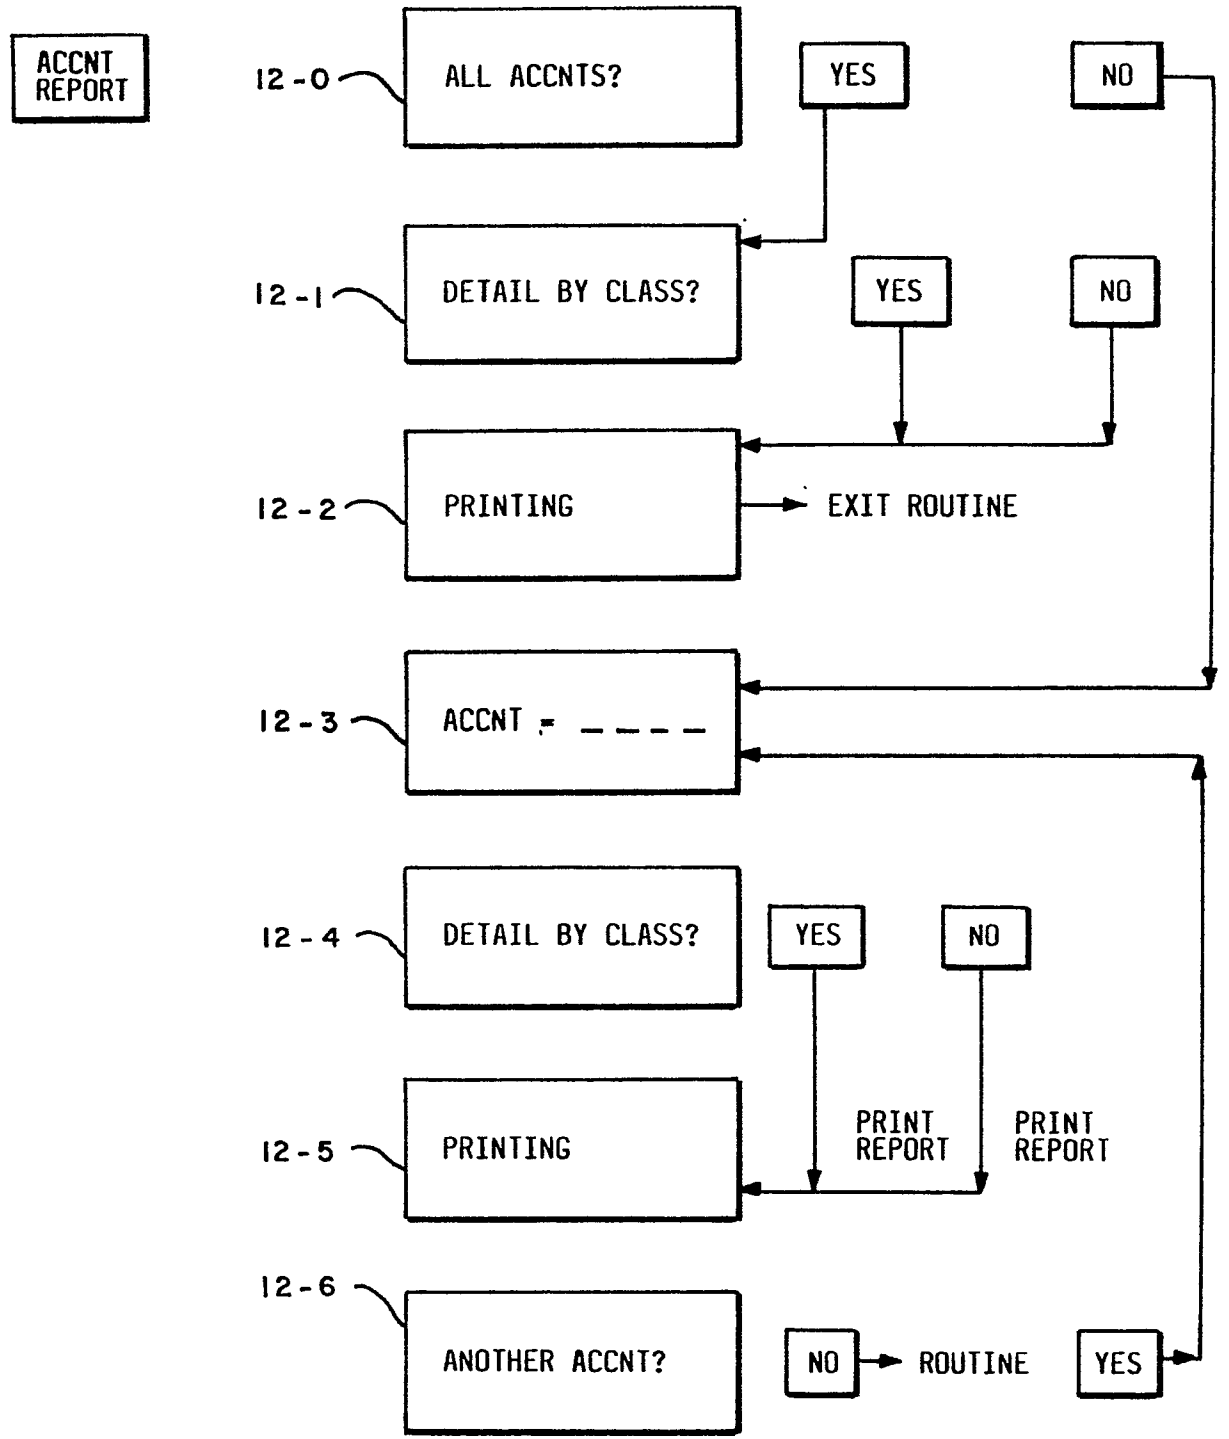 ACCNT
REPORT
12-0
ALL ACCNTS?
YES
NO
12-1
DETAIL BY CLASS?
YES
NO
12-2
PRINTING
EXIT ROUTINE
12-3
ACCNT = _ _ _ _
12-4
DETAIL BY CLASS?
YES
NO
12-5
PRINTING
PRINT
REPORT
PRINT
REPORT
12-6
ANOTHER ACCNT?
NO
ROUTINE
YES